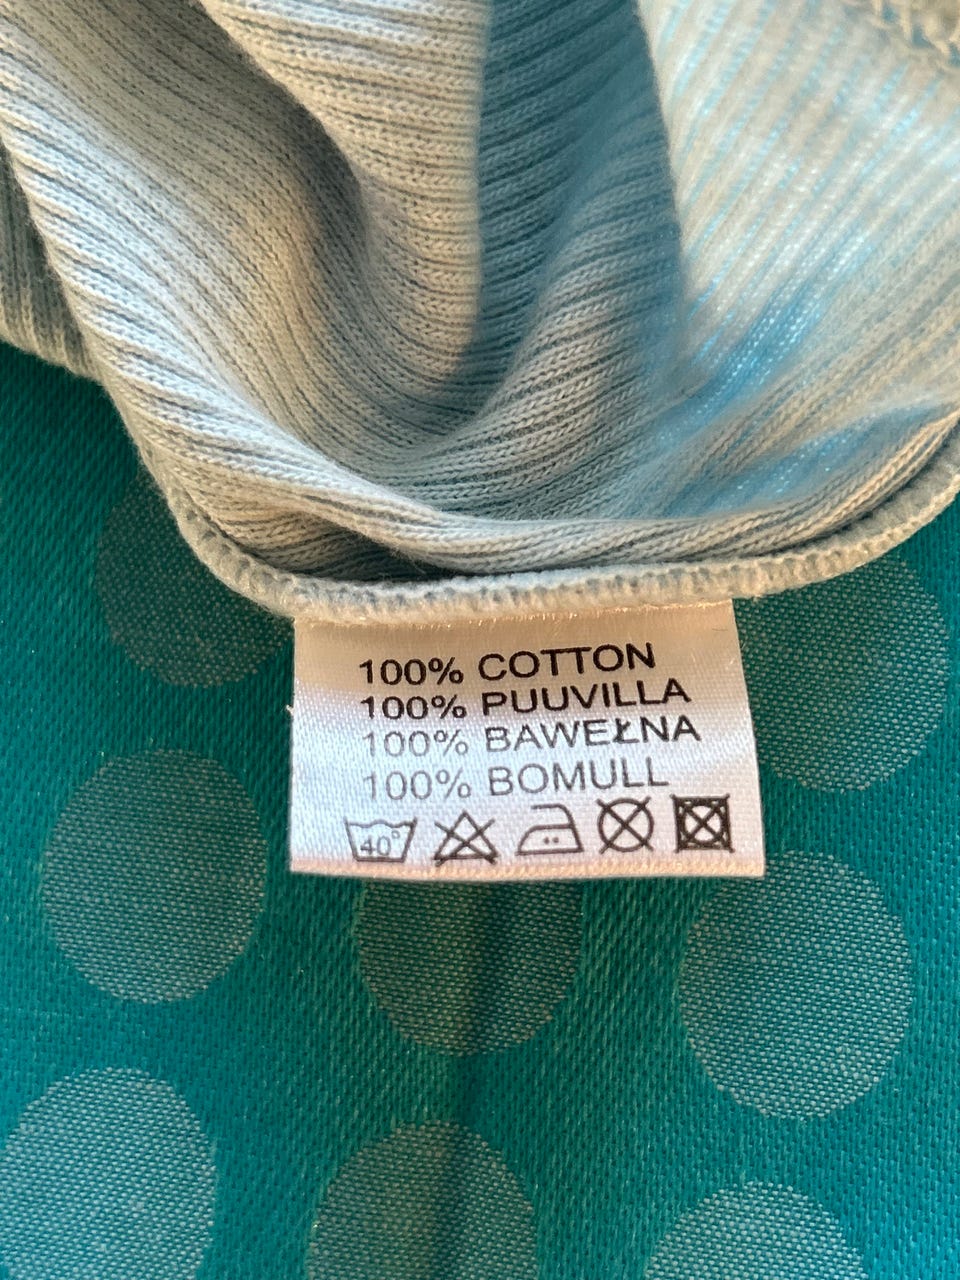 100% COTTON
100% PUUVILLA
100% BAWEŁNA
100% BOMULL
40°